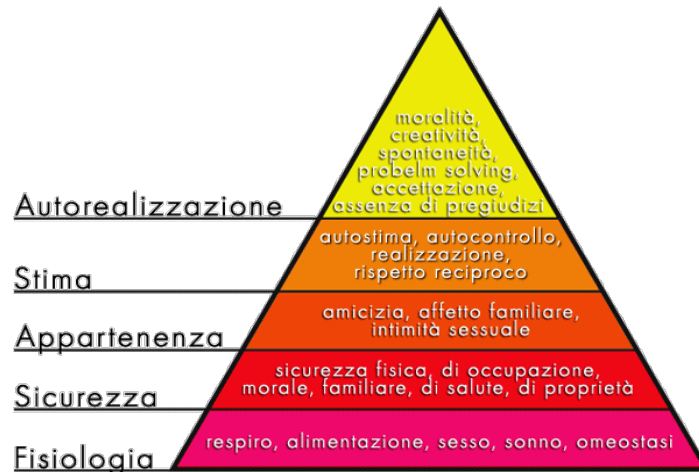 moralità,
creatività,
spontaneità,
probelm solving,
accettazione,
assenza di pregiudizi
Autorealizzazione
autostima, autocontrollo,
realizzazione,
rispetto reciproco
Stima
amicizia, affetto familiare,
intimità sessuale
Appartenenza
sicurezza fisica, di occupazione,
morale, familiare, di salute, di proprietà
Sicurezza
respiro, alimentazione, sesso, sonno, omeostasi
Fisiologia